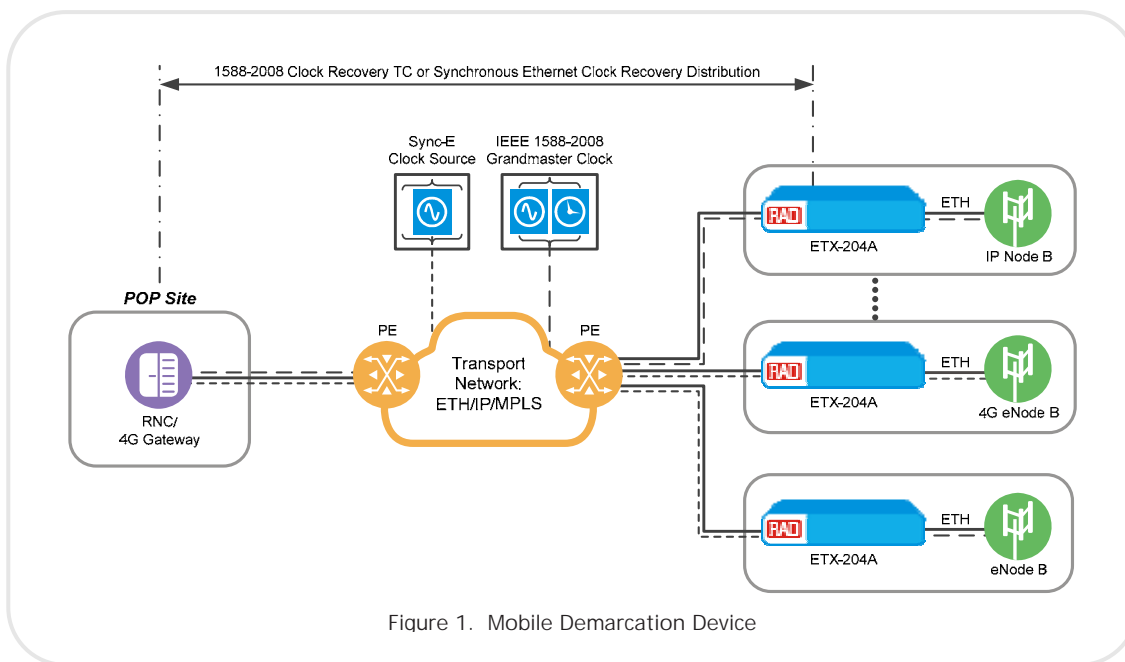 1588-2008 Clock Recovery TC or Synchronous Ethernet Clock Recovery Distribution
Sync-E
Clock Source
IEEE 1588-2008
Grandmaster Clock
RAD
ETH
ETX-204A
IP Node B
POP Site
PE
PE
Transport
Network:
ETH/IP/MPLS
RNC/
4G Gateway
RAD
ETH
ETX-204A
4G eNode B
RAD
ETH
ETX-204A
eNode B
Figure 1. Mobile Demarcation Device